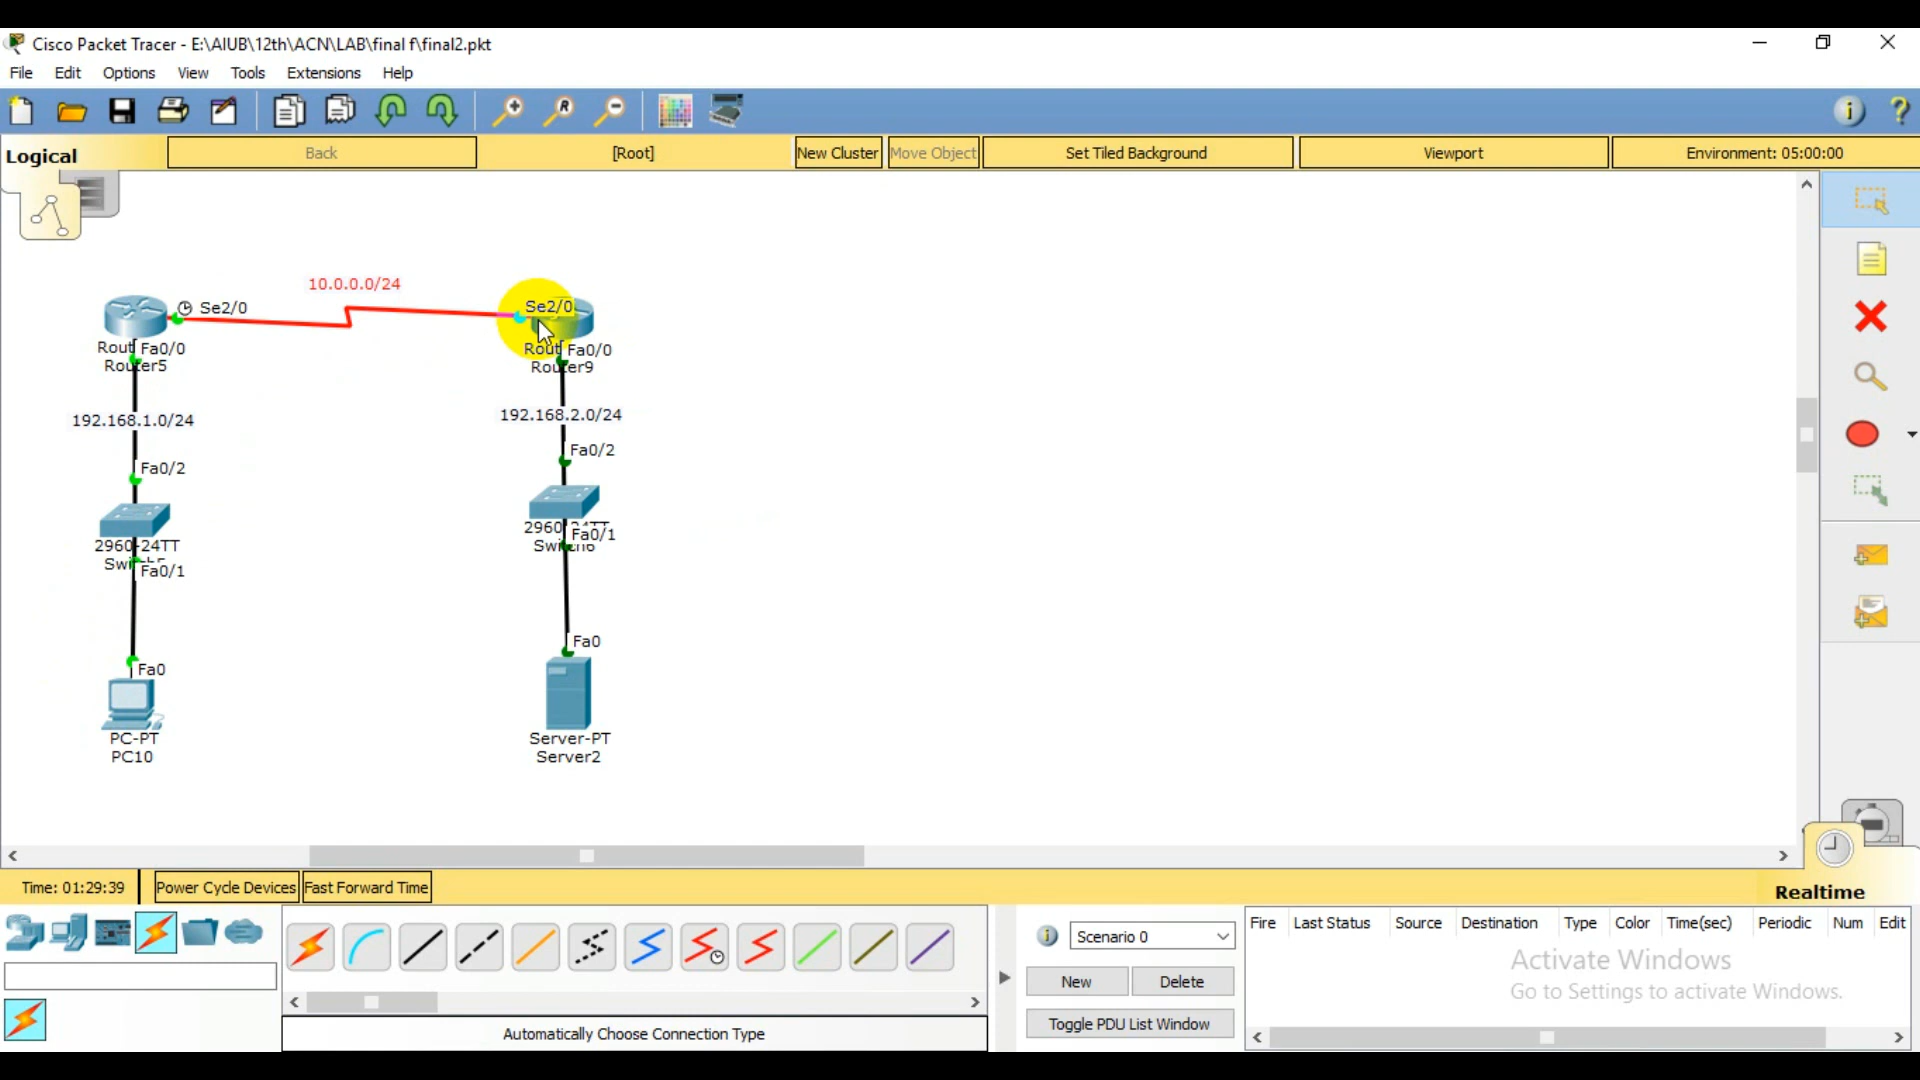 Cisco Packet Tracer - E:\AIUB\12th\ACN\LAB\final f\final2.pkt
File Edit Options View Tools Extensions Help
Logical Back [Root] New Cluster Move Object Set Tiled Background Viewport Environment: 05:00:00
10.0.0.0/24
Se2/0 Se2/0
Rout Fa0/0 Rout Fa0/0
Router5 Router9
192.168.1.0/24 192.168.2.0/24
Fa0/2 Fa0/2
2960-24TT
Fa0/1
2960
Fa0/1
Fa0 Fa0
PC-PT Server-PT
PC10 Server2
Time: 01:29:39 Power Cycle Devices Fast Forward Time Realtime
Scenario 0
New Delete
Toggle PDU List Window
Fire Last Status Source Destination Type Color Time(sec) Periodic Num Edit
Activate Windows
Go to Settings to activate Windows.
Automatically Choose Connection Type